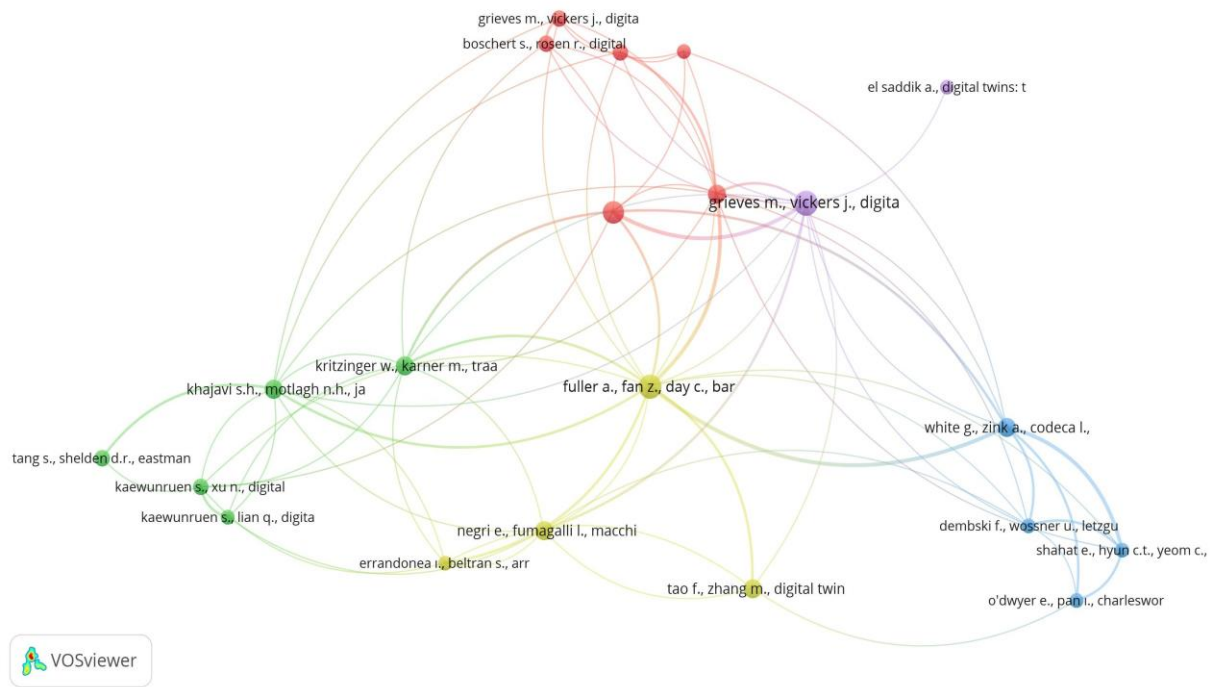 grieves m., vickers j., digita
boschert s., rosen r., digital
el saddik a., digital twins: t
grieves m., vickers j., digita
kritzinger w., karner m., traa
khajavi s.h., motlagh n.h., ja
fuller a., fan z., day c., bar
white g., zink a., codeca l.,
tang s., shelden d.r., eastman
kaewunruen s., xu n., digital
kaewunruen s., lian q., digita
negri e., fumagalli l., macchi
dembski f., wossner u., letzgu
shahat e., hyun c.t., yeom c.,
errandonea i., beltran s., arr
tao f., zhang m., digital twin
o'dwyer e., pan i., charleswor
VOSviewer